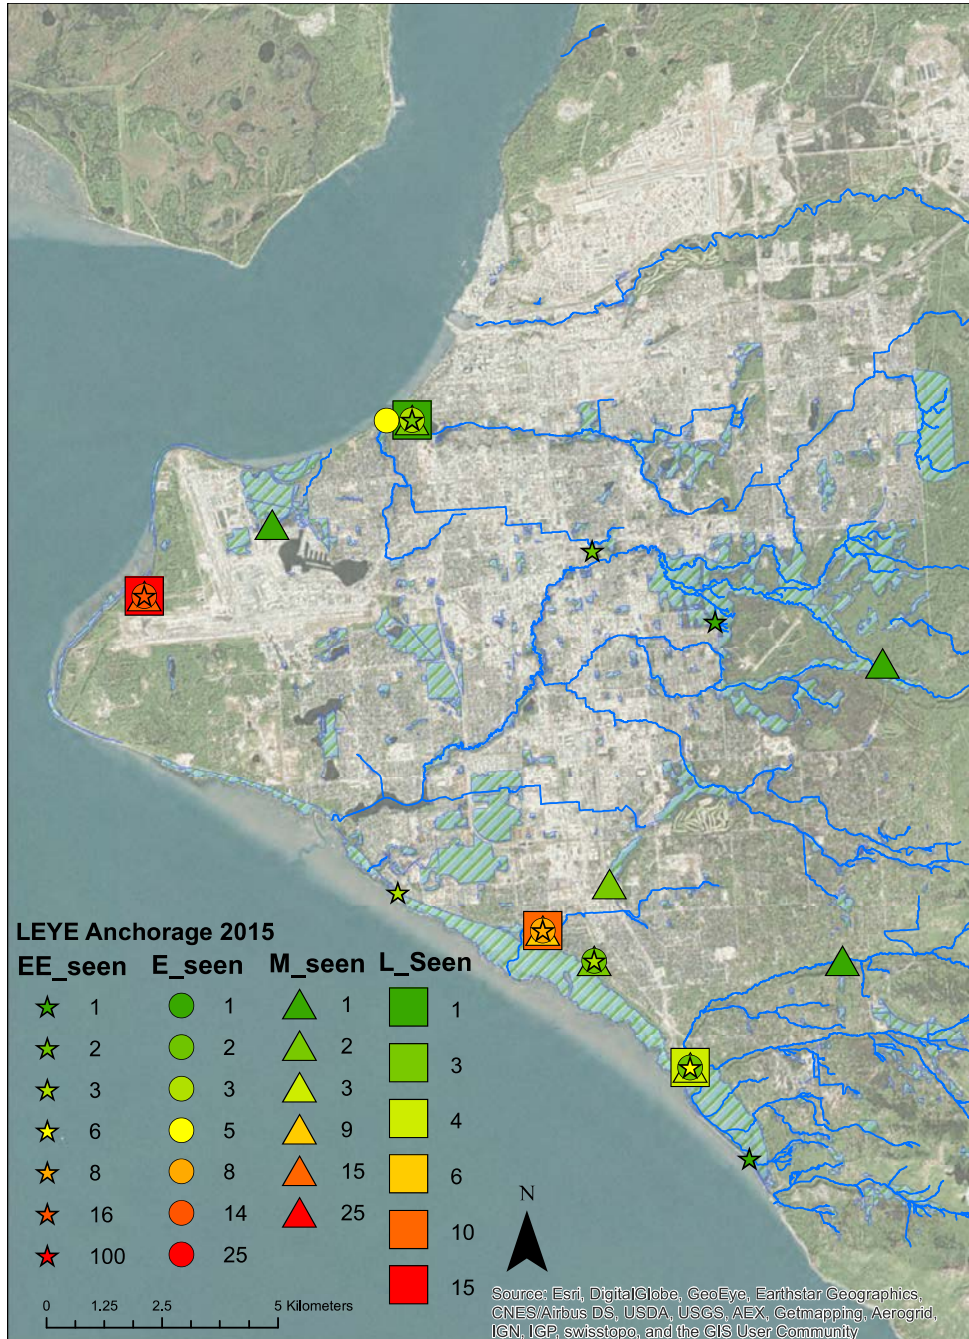 LEYE Anchorage 2015
EE_seen E_seen M_seen L_Seen
1 1 1 1
2 2 2 3
3 3 3 4
6 5 9 6
8 8 15 10
16 14 25 15
100 25
N
0 1.25 2.5 5 Kilometers
Source: Esri, DigitalGlobe, GeoEye, Earthstar Geographics,
CNES/Airbus DS, USDA, USGS, AEX, Getmapping, Aerogrid,
IGN, IGP, swisstopo, and the GIS User Community